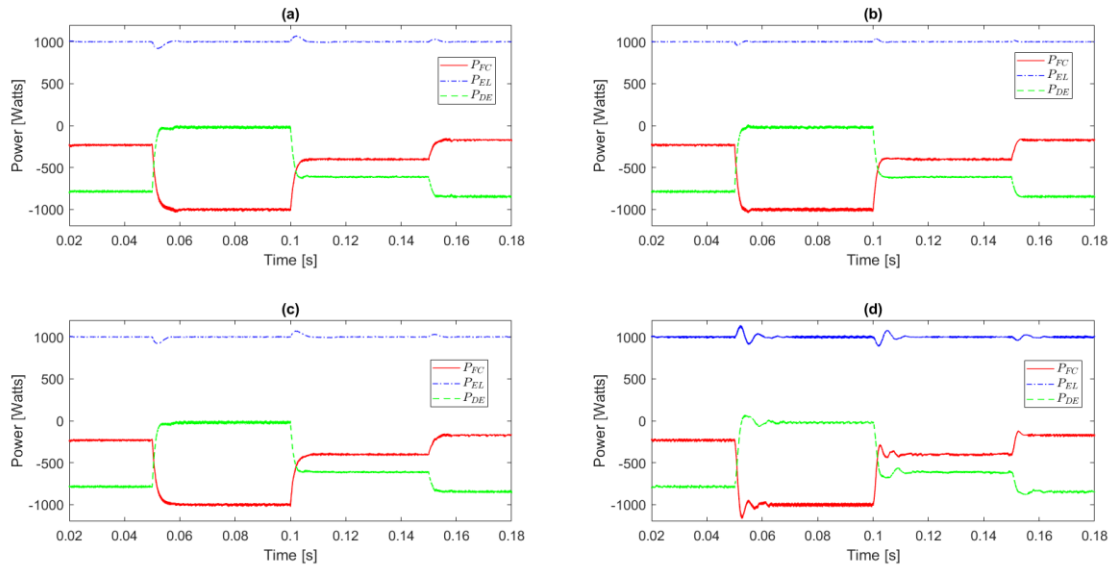 (a)
Power [Watts]
1000
500
0
-500
-1000
P_FC
P_EL
P_DE
0.02 0.04 0.06 0.08 0.1 0.12 0.14 0.16 0.18
Time [s]
(b)
Power [Watts]
1000
500
0
-500
-1000
P_FC
P_EL
P_DE
0.02 0.04 0.06 0.08 0.1 0.12 0.14 0.16 0.18
Time [s]
(c)
Power [Watts]
1000
500
0
-500
-1000
P_FC
P_EL
P_DE
0.02 0.04 0.06 0.08 0.1 0.12 0.14 0.16 0.18
Time [s]
(d)
Power [Watts]
1000
500
0
-500
-1000
P_FC
P_EL
P_DE
0.02 0.04 0.06 0.08 0.1 0.12 0.14 0.16 0.18
Time [s]